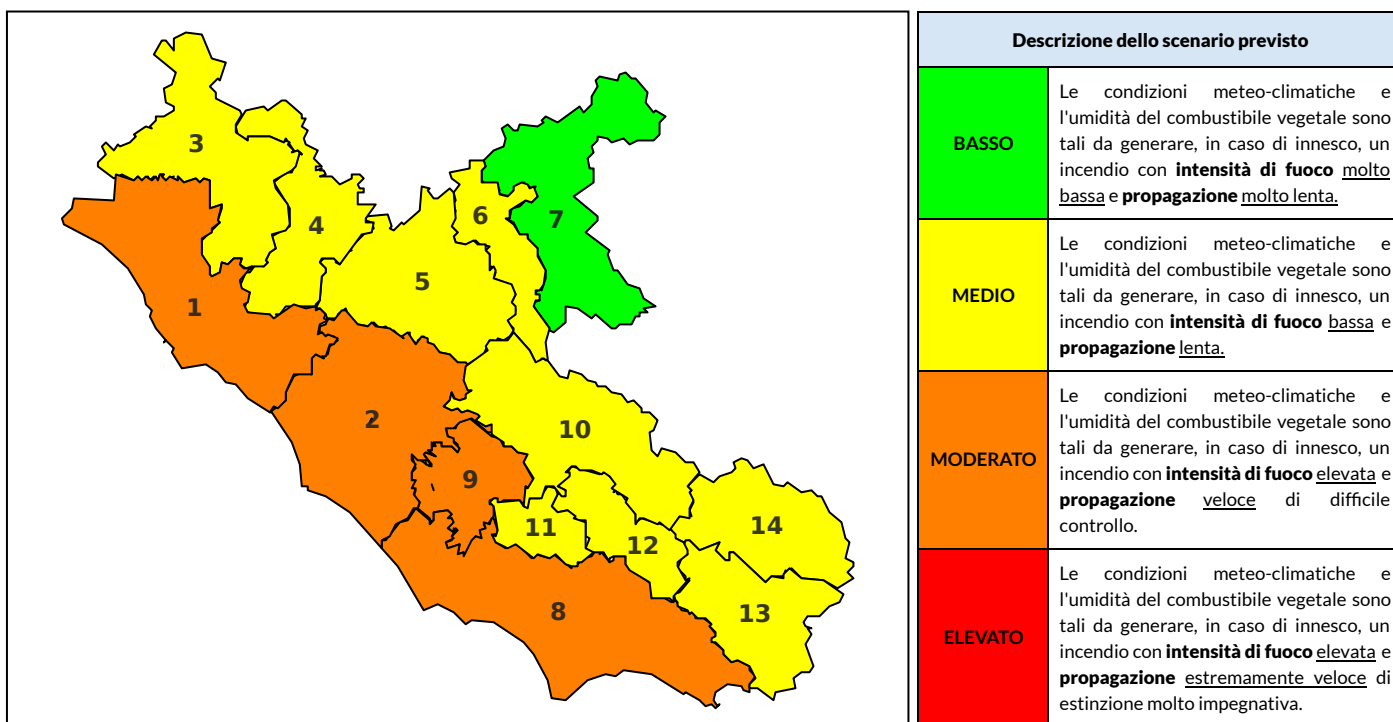 3
4
6
7
5
1
2
10
9
11
14
12
8
13
Descrizione dello scenario previsto
BASSO
Le condizioni meteo-climatiche e
l'umidità del combustibile vegetale sono
tali da generare, in caso di innesco, un
incendio con intensità di fuoco molto
bassa e propagazione molto lenta.
MEDIO
Le condizioni meteo-climatiche e
l'umidità del combustibile vegetale sono
tali da generare, in caso di innesco, un
incendio con intensità di fuoco bassa e
propagazione lenta.
MODERATO
Le condizioni meteo-climatiche e
l'umidità del combustibile vegetale sono
tali da generare, in caso di innesco, un
incendio con intensità di fuoco elevata e
propagazione veloce di difficile
controllo.
ELEVATO
Le condizioni meteo-climatiche e
l'umidità del combustibile vegetale sono
tali da generare, in caso di innesco, un
incendio con intensità di fuoco elevata e
propagazione estremamente veloce di
estinzione molto impegnativa.